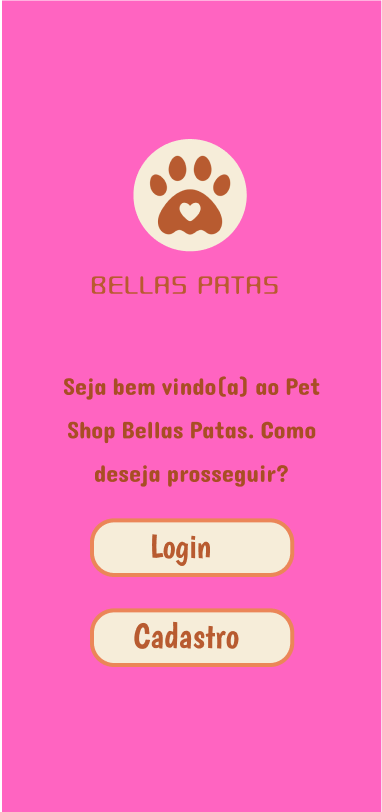 BELLAS PATAS
Seja bem vindo(a) ao Pet
Shop Bellas Patas. Como
deseja prosseguir?
Login
Cadastro